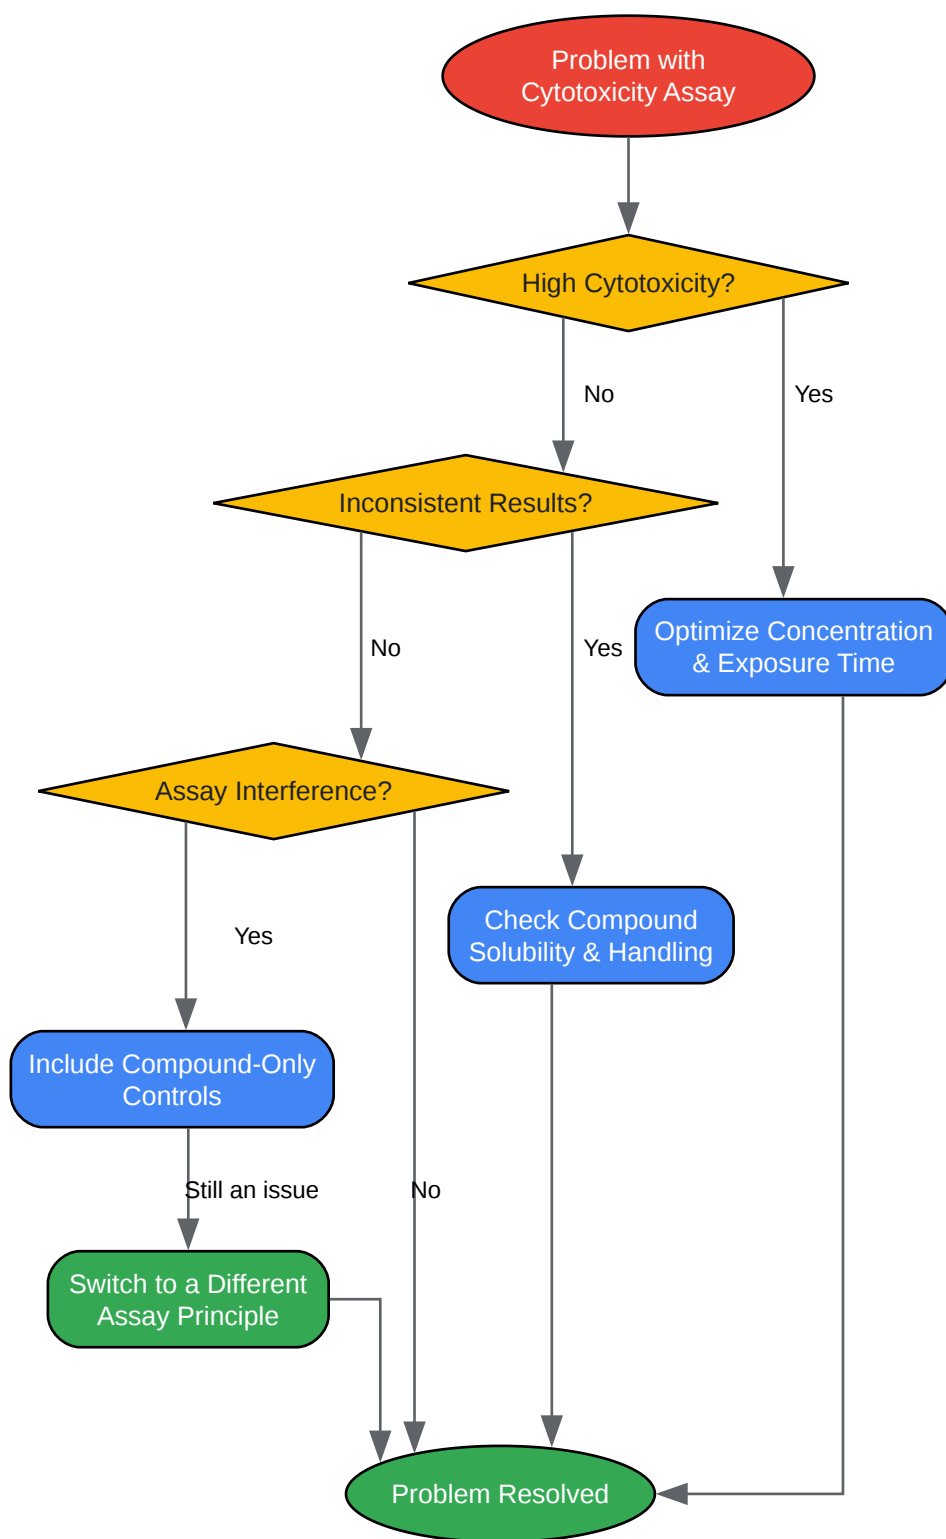 Problem with
Cytotoxicity Assay
High Cytotoxicity?
No
Yes
Inconsistent Results?
Optimize Concentration
& Exposure Time
No
Yes
Assay Interference?
Check Compound
Solubility & Handling
Yes
Include Compound-Only
Controls
Still an issue
No
Switch to a Different
Assay Principle
Problem Resolved